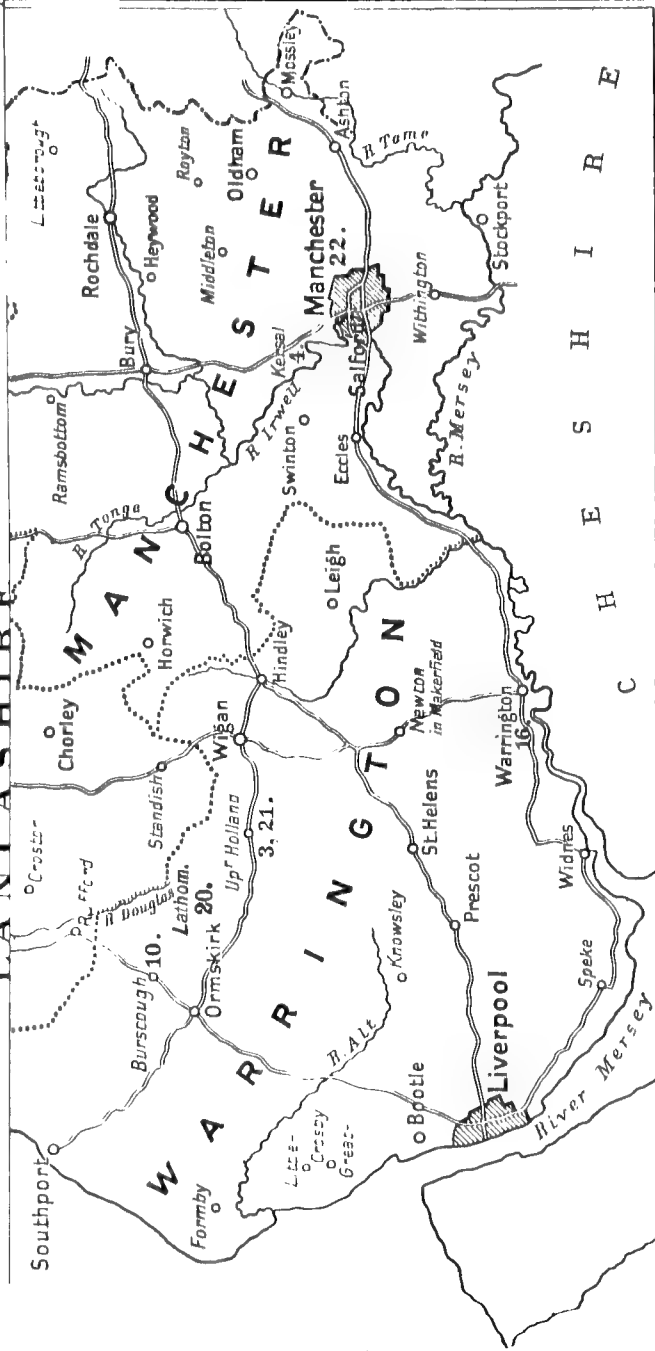 Southport
Formby
Burscough
10.
Ormskirk
Lathom.
20.
R Douglas
Upr Holland
3, 21.
Standish
Chorley
Wigan
Hindley
Horwich
R Tonge
Bolton
Ramsbottom
Bury
Heywood
Rochdale
Royton
Middleton
Oldham
Mossley
Ashton
R Tame
Manchester
22.
Kersal
4.
Salford
R Irwell
Swinton
Eccles
Withington
Stockport
R. Mersey
Leigh
Newton
in Makerfield
Warrington
16.
St.Helens
Prescot
Knowsley
R. Alt
Crosby
Great-
Bootle
Liverpool
Speke
Widnes
River Mersey
WARRINGTON
MANCHESTER
CHESHIRE